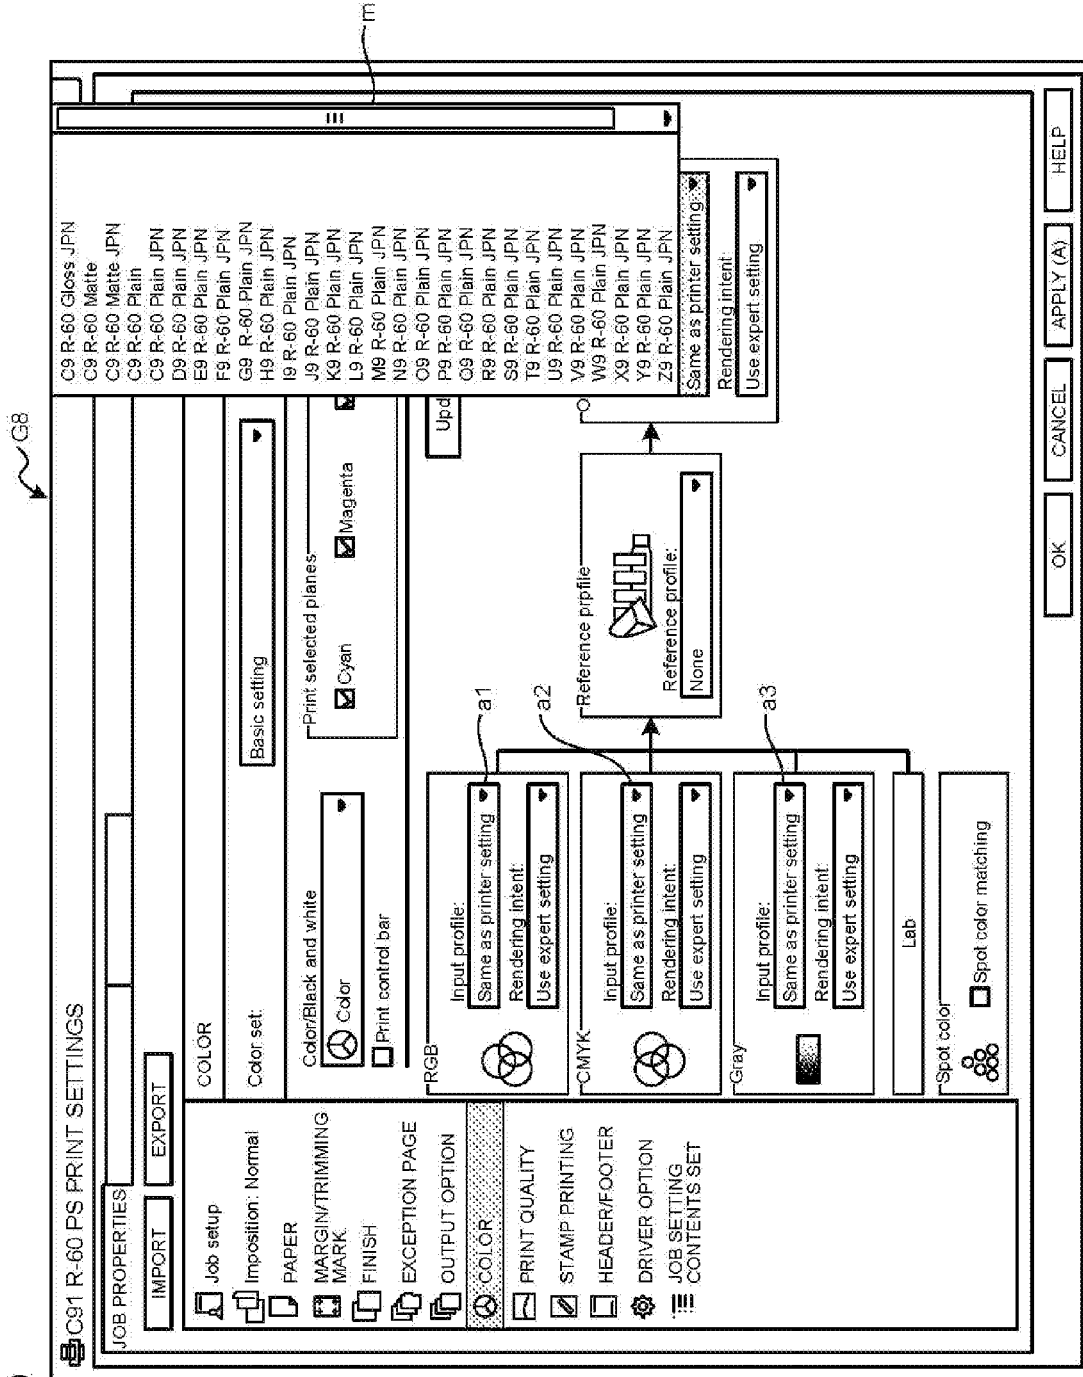 G8
C91 R-60 PS PRINT SETTINGS
JOB PROPERTIES
IMPORT
EXPORT
Job setup
Imposition: Normal
PAPER
MARGIN/TRIMMING
MARK.
FINISH
EXCEPTION PAGE
OUTPUT OPTION
COLOR
PRINT QUALITY
STAMP PRINTING
HEADER/FOOTER
DRIVER OPTION
JOB SETTING
CONTENTS SET
COLOR
Color set:
Basic setting
Color/Black and white
Color
Print control bar
Print selected planes
Cyan
Magenta
Upd
RGB
Input profile:
Same as printer setting
Rendering intent:
Use expert setting
a1
CMYK
Input profile:
Same as printer setting
Rendering intent:
Use expert setting
a2
Gray
Input profile:
Same as printer setting
Rendering intent:
Use expert setting
a3
Lab
Spot color
Spot color matching
Reference prpfile
Reference profile:
None
O
Same as printer setting
Rendering intent:
Use expert setting
C9 R-60 Gloss JPN
C9 R-60 Matte
C9 R-60 Matte JPN
C9 R-60 Plain
C9 R-60 Plain JPN
D9 R-60 Plain JPN
E9 R-60 Plain JPN
F9 R-60 Plain JPN
G9 R-60 Plain JPN
H9 R-60 Plain JPN
I9 R-60 Plain JPN
J9 R-60 Plain JPN
K9 R-60 Plain JPN
L9 R-60 Plain JPN
M9 R-60 Plain JPN
N9 R-60 Plain JPN
O9 R-60 Plain JPN
P9 R-60 Plain JPN
Q9 R-60 Plain JPN
R9 R-60 Plain JPN
S9 R-60 Plain JPN
T9 R-60 Plain JPN
U9 R-60 Plain JPN
V9 R-60 Plain JPN
W9 R-60 Plain JPN
X9 R-60 Plain JPN
Y9 R-60 Plain JPN
Z9 R-60 Plain JPN
m
OK
CANCEL
APPLY (A)
HELP